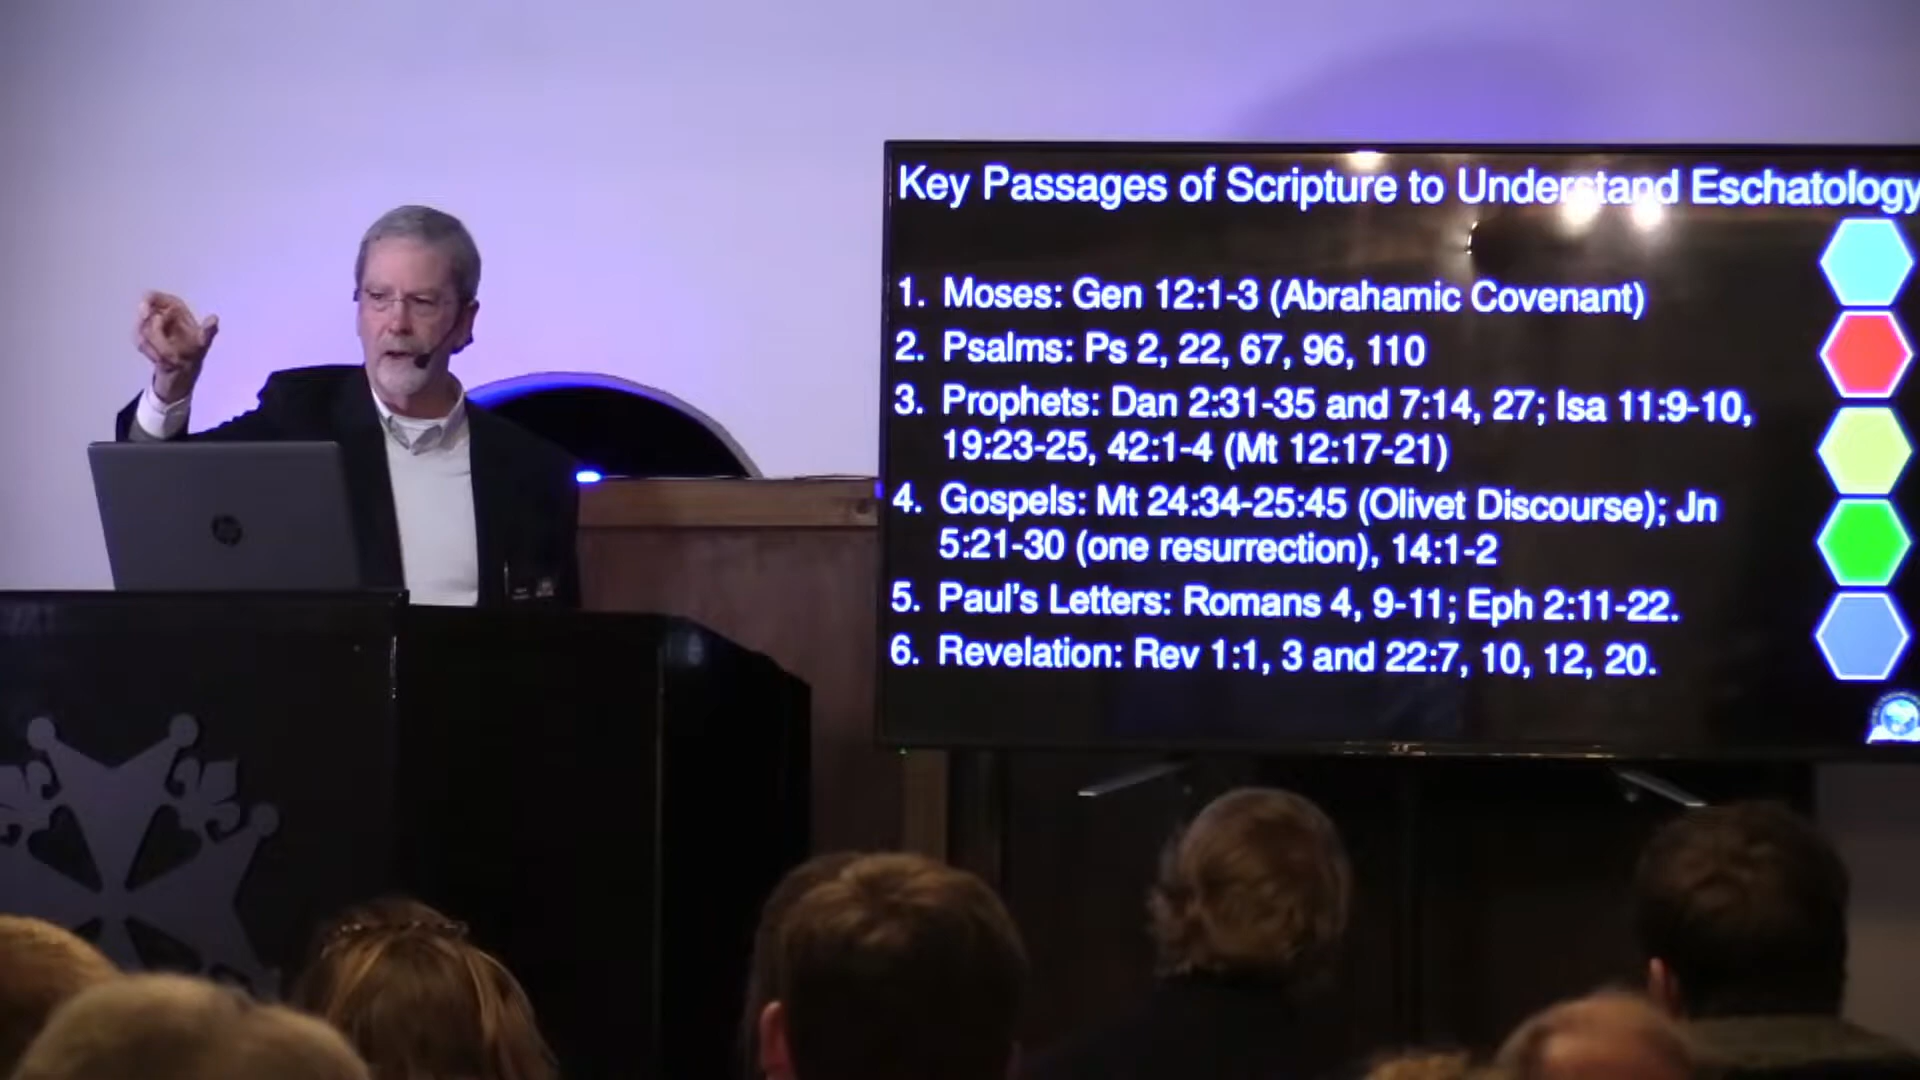 Key Passages of Scripture to Understand Eschatology
1. Moses: Gen 12:1-3 (Abrahamic Covenant)
2. Psalms: Ps 2, 22, 67, 96, 110
3. Prophets: Dan 2:31-35 and 7:14, 27; Isa 11:9-10,
19:23-25, 42:1-4 (Mt 12:17-21)
4. Gospels: Mt 24:34-25:45 (Olivet Discourse); Jn
5:21-30 (one resurrection), 14:1-2
5. Paul’s Letters: Romans 4, 9-11; Eph 2:11-22.
6. Revelation: Rev 1:1, 3 and 22:7, 10, 12, 20.